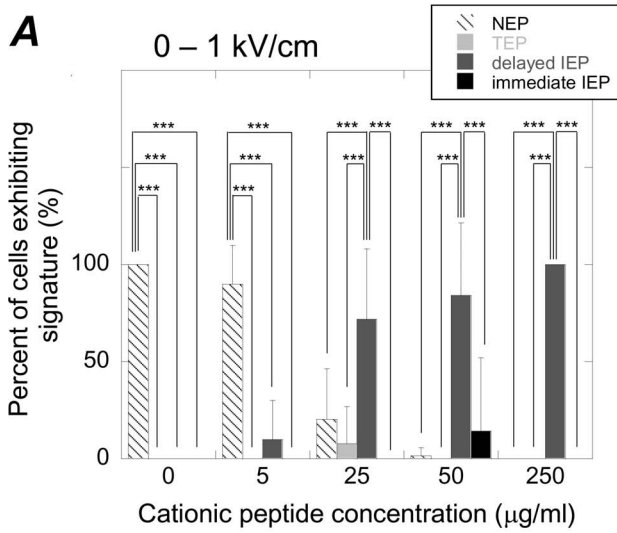 A
0 – 1 kV/cm
NEP
TEP
delayed IEP
immediate IEP
Percent of cells exhibiting
signature (%)
*** *** *** *** *** *** *** ***
*** *** *** *** ***
*** ***
100
50
0
0 5 25 50 250
Cationic peptide concentration (μg/ml)